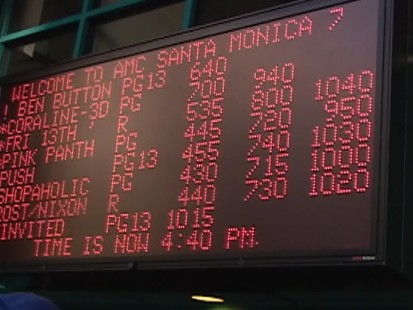 WELCOME TO AMC SANTA MONICA 7
! BEN BUTTON PG13 640
*CORALINE-3D PG 700 940
*FRI 13TH R 535 800 1040
PINK PANTH PG 445 720 950
PUSH PG13 455 740 1030
SHOPAHOLIC PG 430 715 1000
OST/NIXON R 440 730 1020
INVITED PG13 1015
TIME IS NOW 4:40 PM